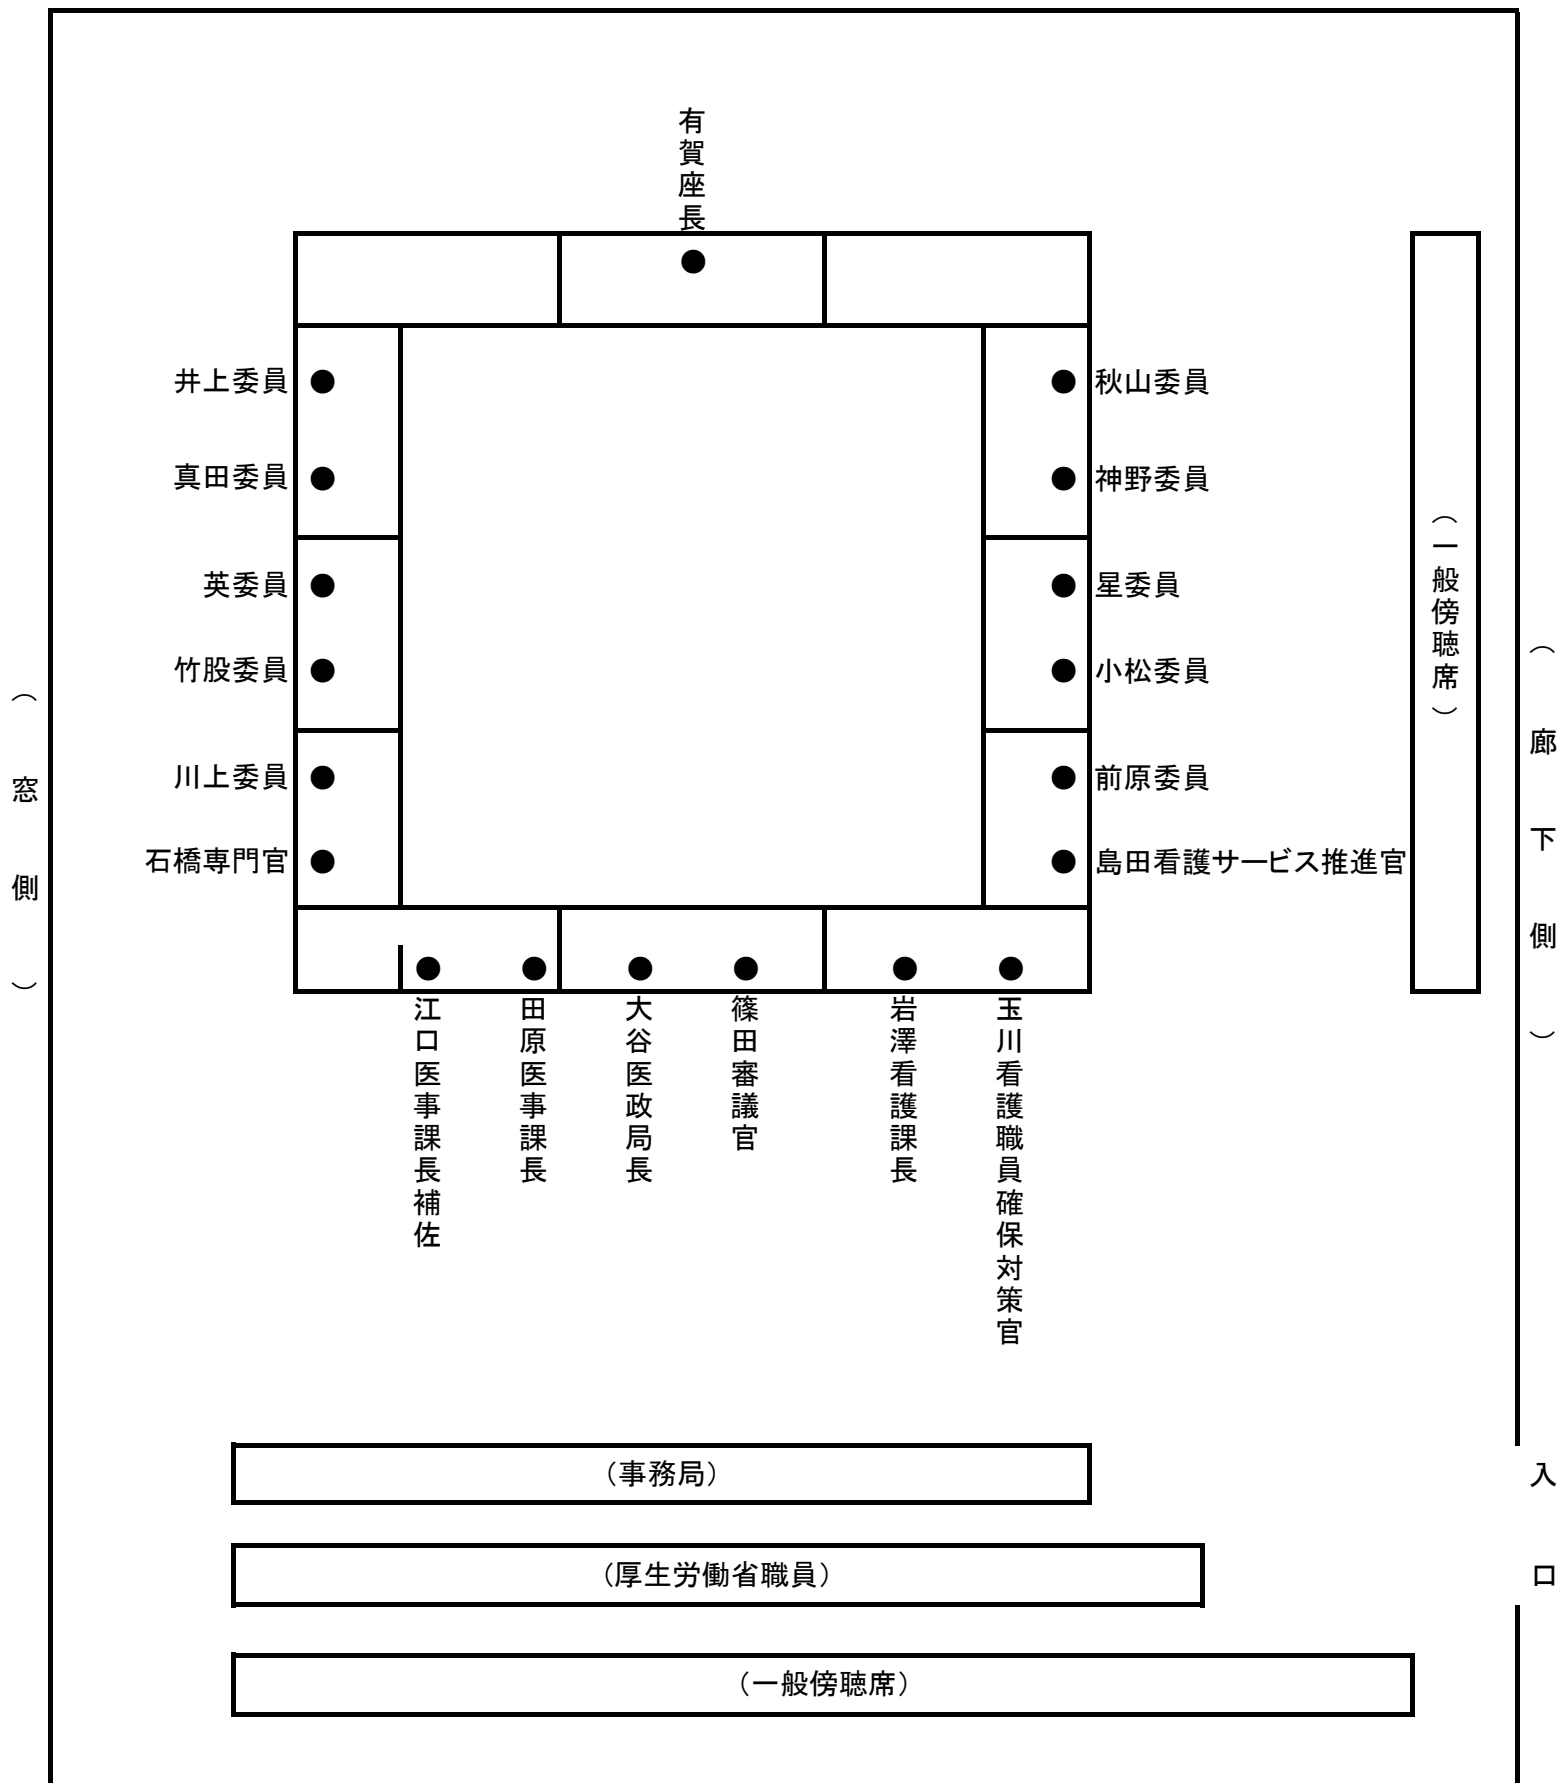 有賀座長
井上委員
秋山委員
真田委員
神野委員
英委員
星委員
竹股委員
小松委員
川上委員
前原委員
石橋専門官
島田看護サービス推進官
(一般傍聴席)
(窓側)
(廊下側)
江口医事課長補佐
田原医事課長
大谷医政局長
篠田審議官
岩澤看護課長
玉川看護職員確保対策官
(事務局)
(厚生労働省職員)
(一般傍聴席)
入口